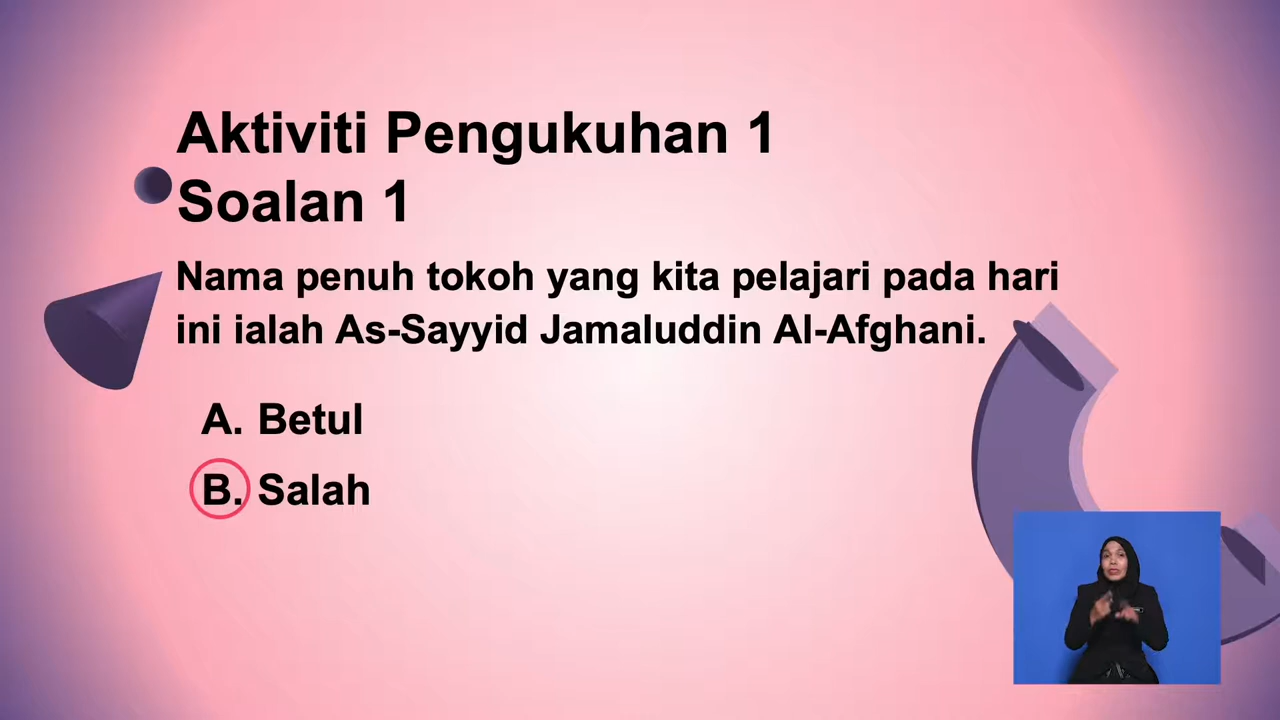 Aktiviti Pengukuhan 1
Soalan 1
Nama penuh tokoh yang kita pelajari pada hari
ini ialah As-Sayyid Jamaluddin Al-Afghani.
A. Betul
B. Salah